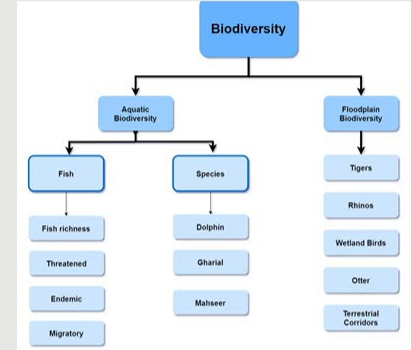 Biodiversity
Aquatic
Biodiversity
Floodplain
Biodiversity
Fish
Species
Tigers
Fish richness
Dolphin
Rhinos
Threatened
Gharial
Wetland Birds
Endemic
Mahseer
Otter
Migratory
Terrestrial
Corridors